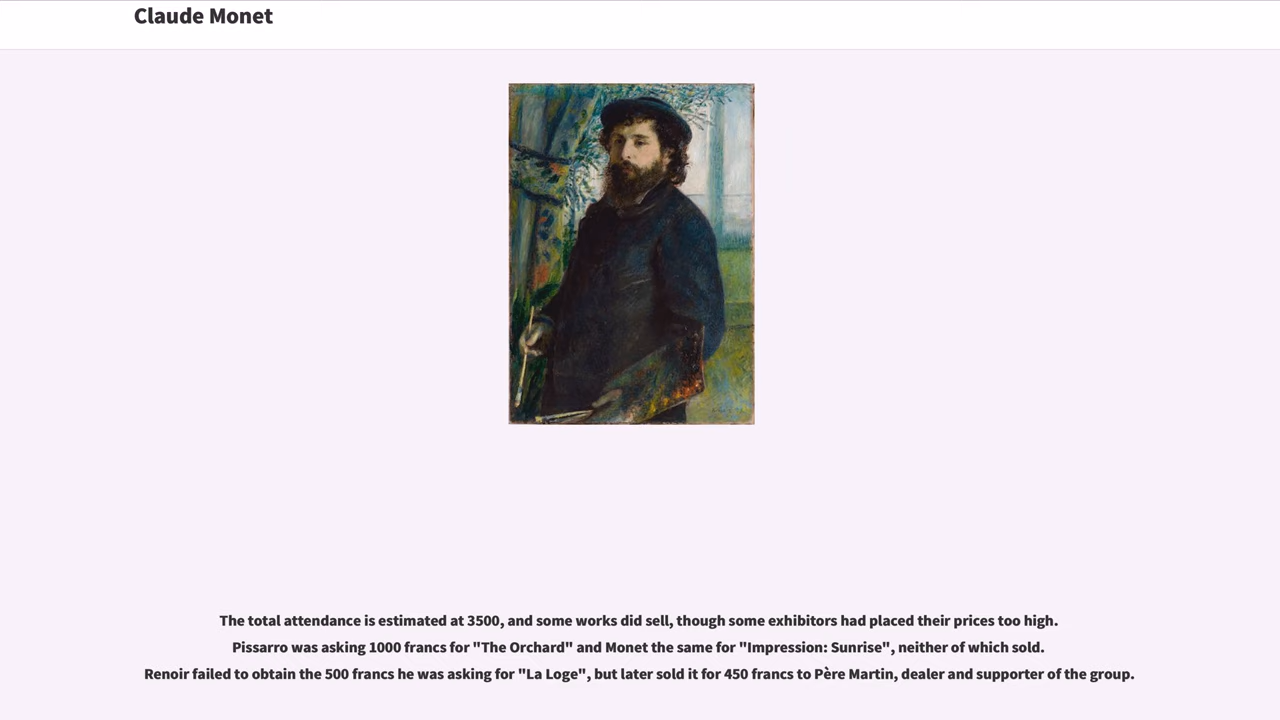 Claude Monet
The total attendance is estimated at 3500, and some works did sell, though some exhibitors had placed their prices too high.
Pissarro was asking 1000 francs for "The Orchard" and Monet the same for "Impression: Sunrise", neither of which sold.
Renoir failed to obtain the 500 francs he was asking for "La Loge", but later sold it for 450 francs to Père Martin, dealer and supporter of the group.